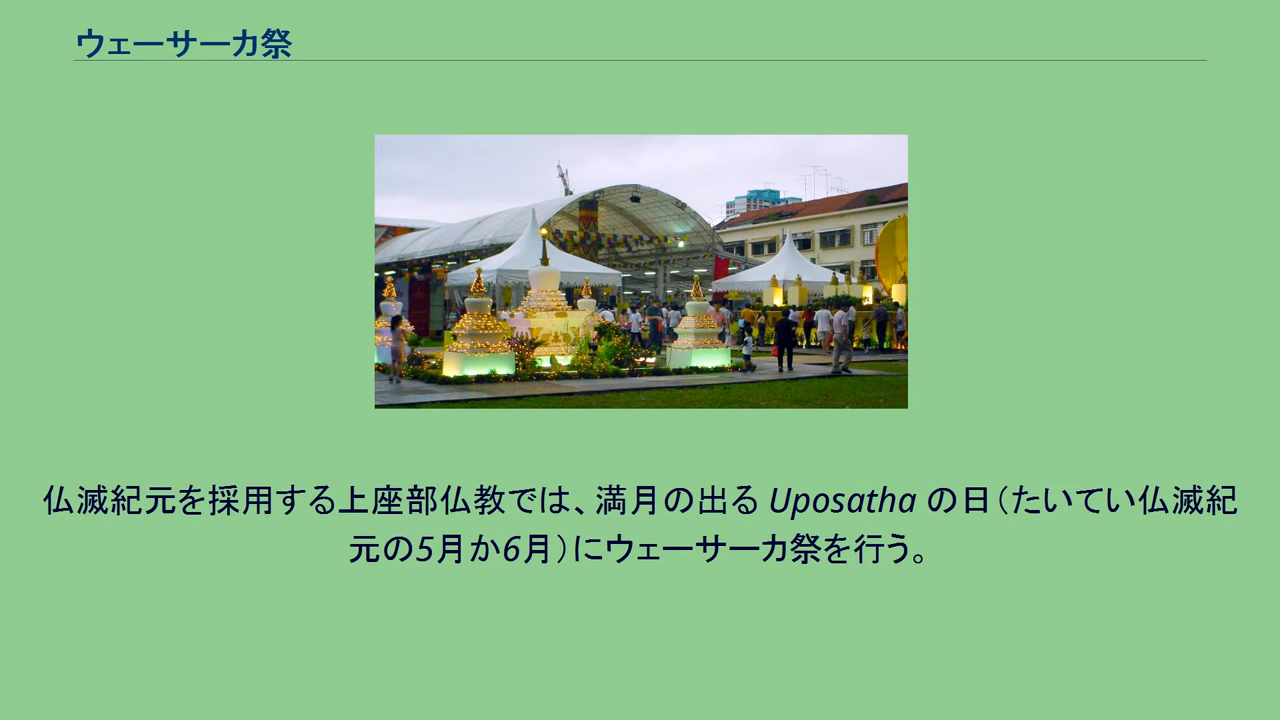 ウェーサーカ祭
仏滅紀元を採用する上座部仏教では、満月の出る Uposatha の日（たいてい仏滅紀
元の5月か6月）にウェーサーカ祭を行う。